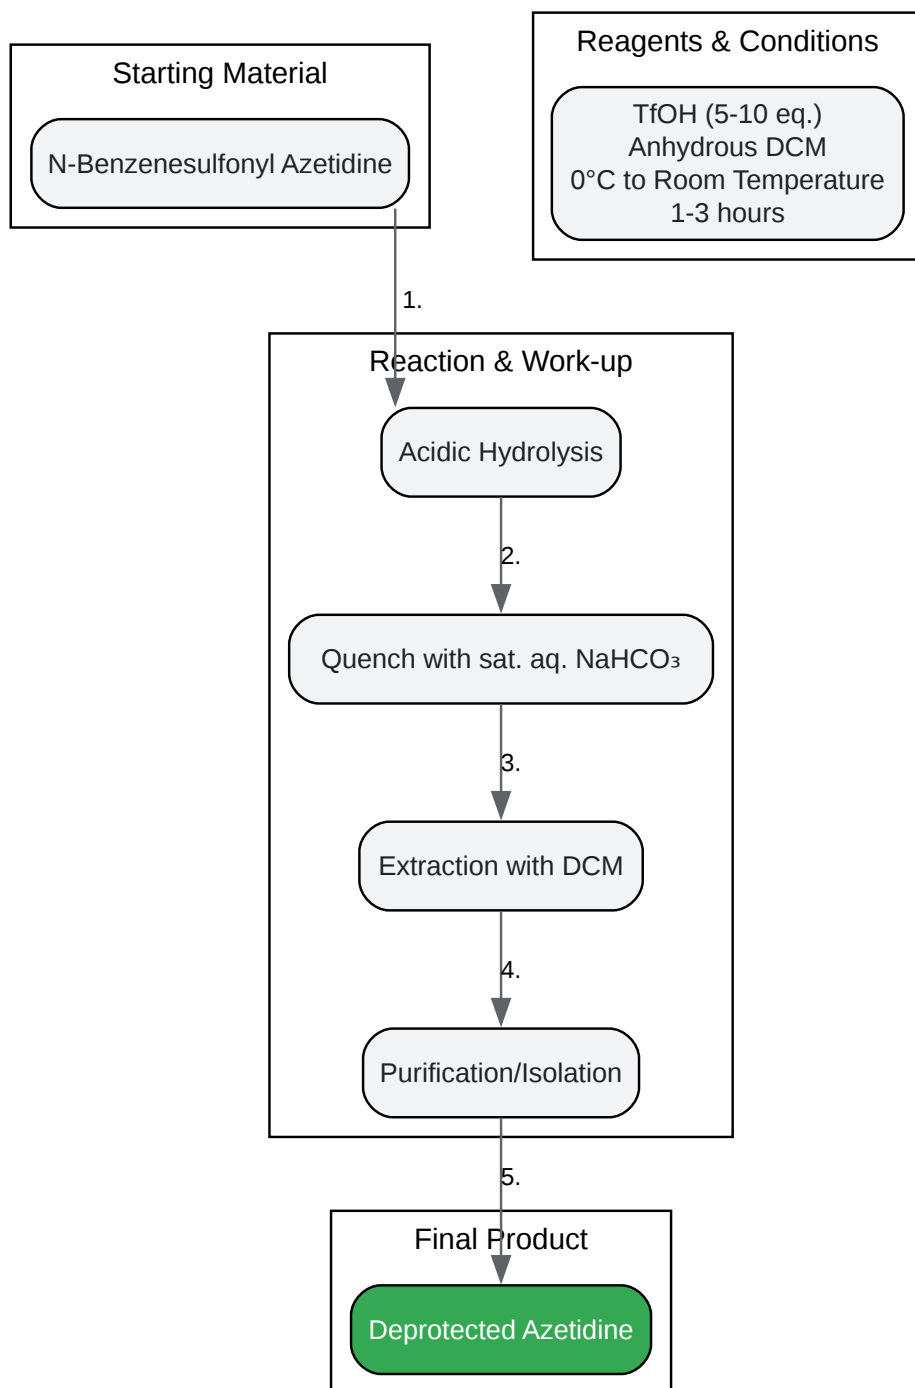 Starting Material
N-Benzenesulfonyl Azetidine
Reagents & Conditions
TfOH (5-10 eq.)
Anhydrous DCM
0°C to Room Temperature
1-3 hours
1.
Reaction & Work-up
Acidic Hydrolysis
2.
Quench with sat. aq. NaHCO₃
3.
Extraction with DCM
4.
Purification/Isolation
5.
Final Product
Deprotected Azetidine